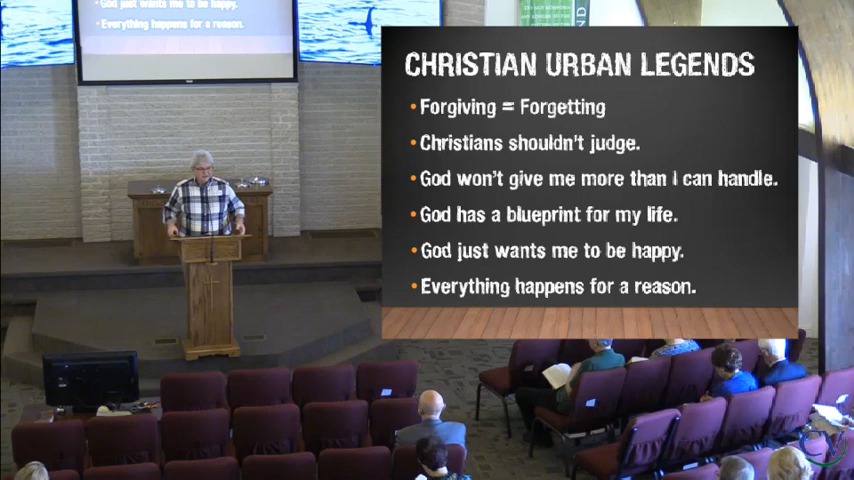 God just wants me to be happy.
Everything happens for a reason.
CHRISTIAN URBAN LEGENDS
• Forgiving = Forgetting
• Christians shouldn't judge.
• God won't give me more than I can handle.
• God has a blueprint for my life.
• God just wants me to be happy.
• Everything happens for a reason.